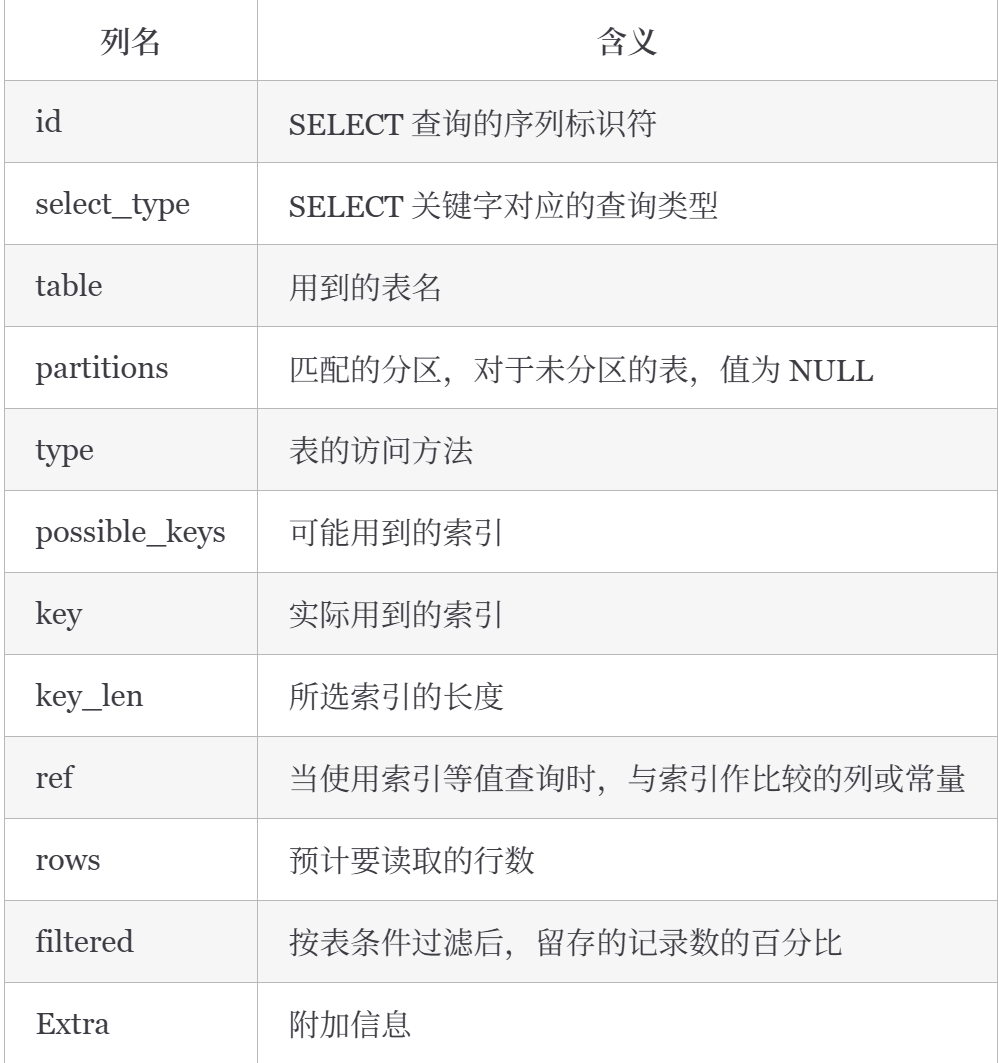 列名 含义
id SELECT 查询的序列标识符
select_type SELECT 关键字对应的查询类型
table 用到的表名
partitions 匹配的分区，对于未分区的表，值为 NULL
type 表的访问方法
possible_keys 可能用到的索引
key 实际用到的索引
key_len 所选索引的长度
ref 当使用索引等值查询时，与索引作比较的列或常量
rows 预计要读取的行数
filtered 按表条件过滤后，留存的记录数的百分比
Extra 附加信息